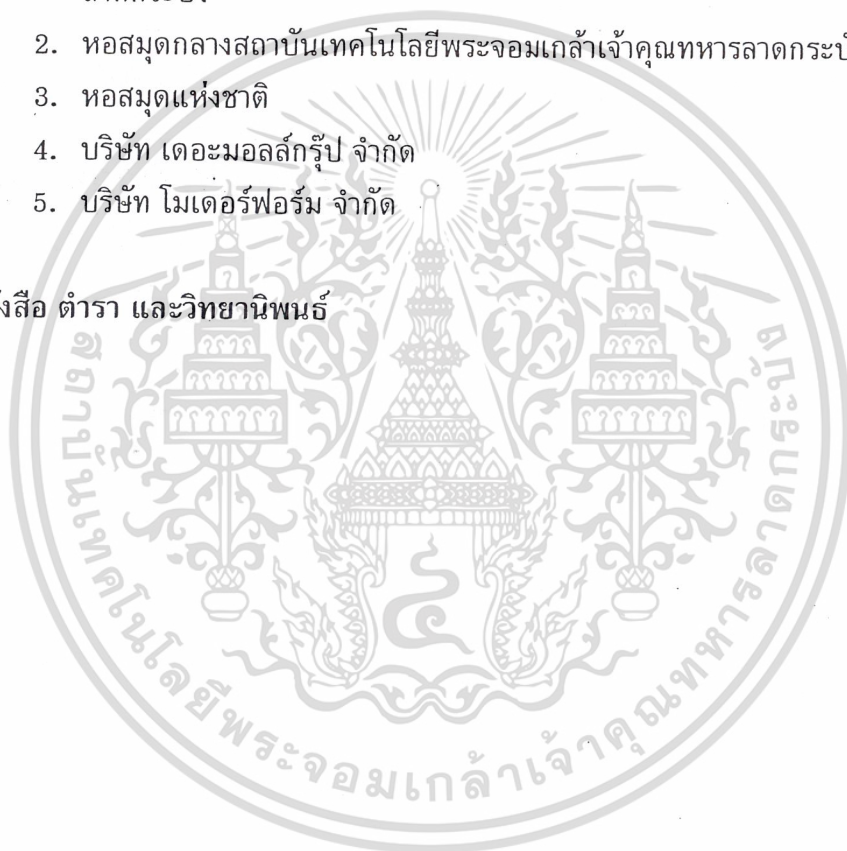 2. หอสมุดกลางสถาบันเทคโนโลยีพระจอมเกล้าเจ้าคุณทหารลาดกระบัง
3. หอสมุดแห่งชาติ
4. บริษัท เดอะมอลล์กรุ๊ป จำกัด
5. บริษัท โมเดอร์ฟอร์ม จำกัด
ตำรา และวิทยานิพนธ์
สถาบันเทคโนโลยีพระจอมเกล้าเจ้าคุณทหารลาดกระบัง
๔